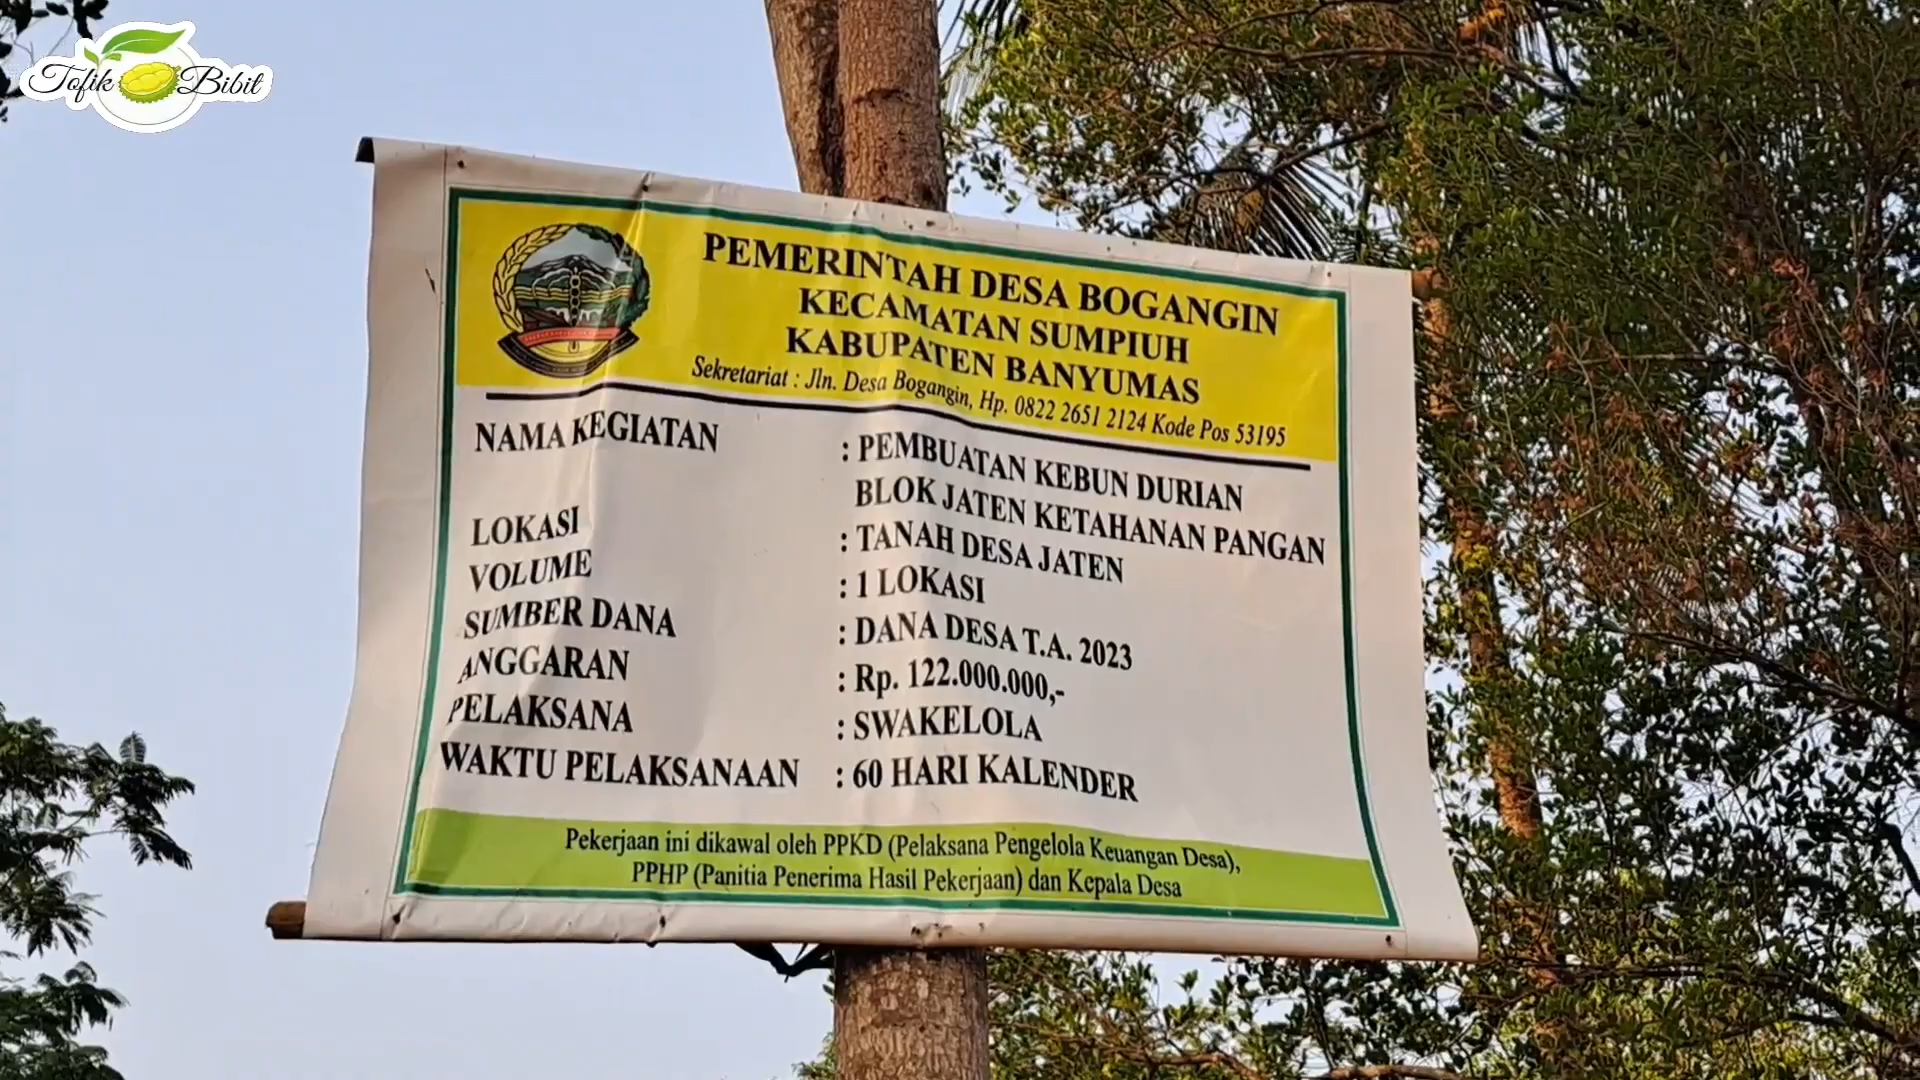 Tofik Bibit
PEMERINTAH DESA BOGANGIN
KECAMATAN SUMPIUH
KABUPATEN BANYUMAS
Sekretariat : Jln. Desa Bogangin, Hp. 0822 2651 2124 Kode Pos 53195
NAMA KEGIATAN : PEMBUATAN KEBUN DURIAN
BLOK JATEN KETAHANAN PANGAN
LOKASI : TANAH DESA JATEN
VOLUME : 1 LOKASI
SUMBER DANA : DANA DESA T.A. 2023
ANGGARAN : Rp. 122.000.000,-
PELAKSANA : SWAKELOLA
WAKTU PELAKSANAAN : 60 HARI KALENDER
Pekerjaan ini dikawal oleh PPKD (Pelaksana Pengelola Keuangan Desa),
PPHP (Panitia Penerima Hasil Pekerjaan) dan Kepala Desa